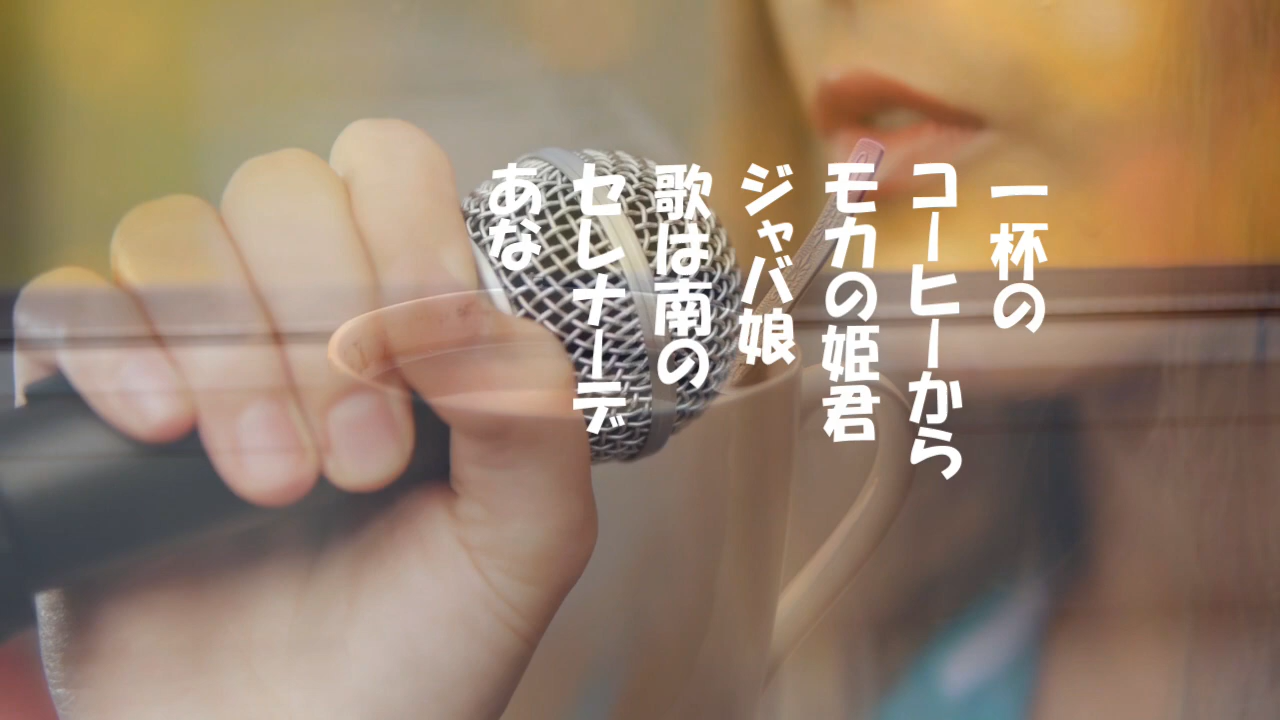 一杯の
コーヒーから
モカの姫君
ジャバ娘
歌は南の
セレナーデ
あな